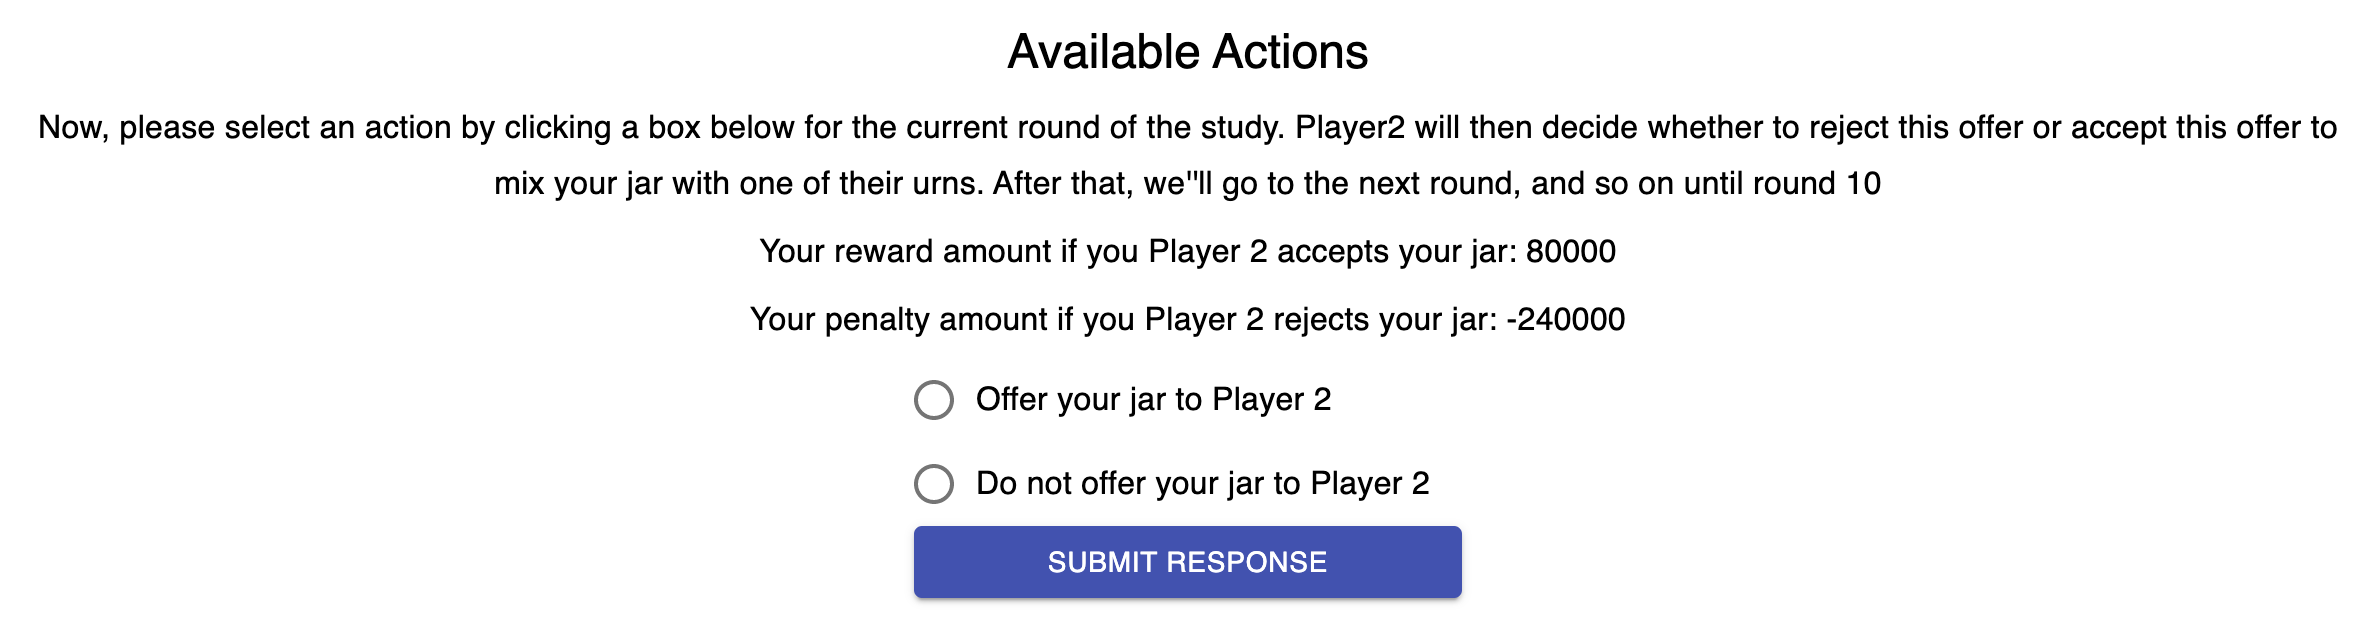 Available Actions
Now, please select an action by clicking a box below for the current round of the study. Player2 will then decide whether to reject this offer or accept this offer to
mix your jar with one of their urns. After that, we"ll go to the next round, and so on until round 10
Your reward amount if you Player 2 accepts your jar: 80000
Your penalty amount if you Player 2 rejects your jar: -240000
Offer your jar to Player 2
Do not offer your jar to Player 2
SUBMIT RESPONSE